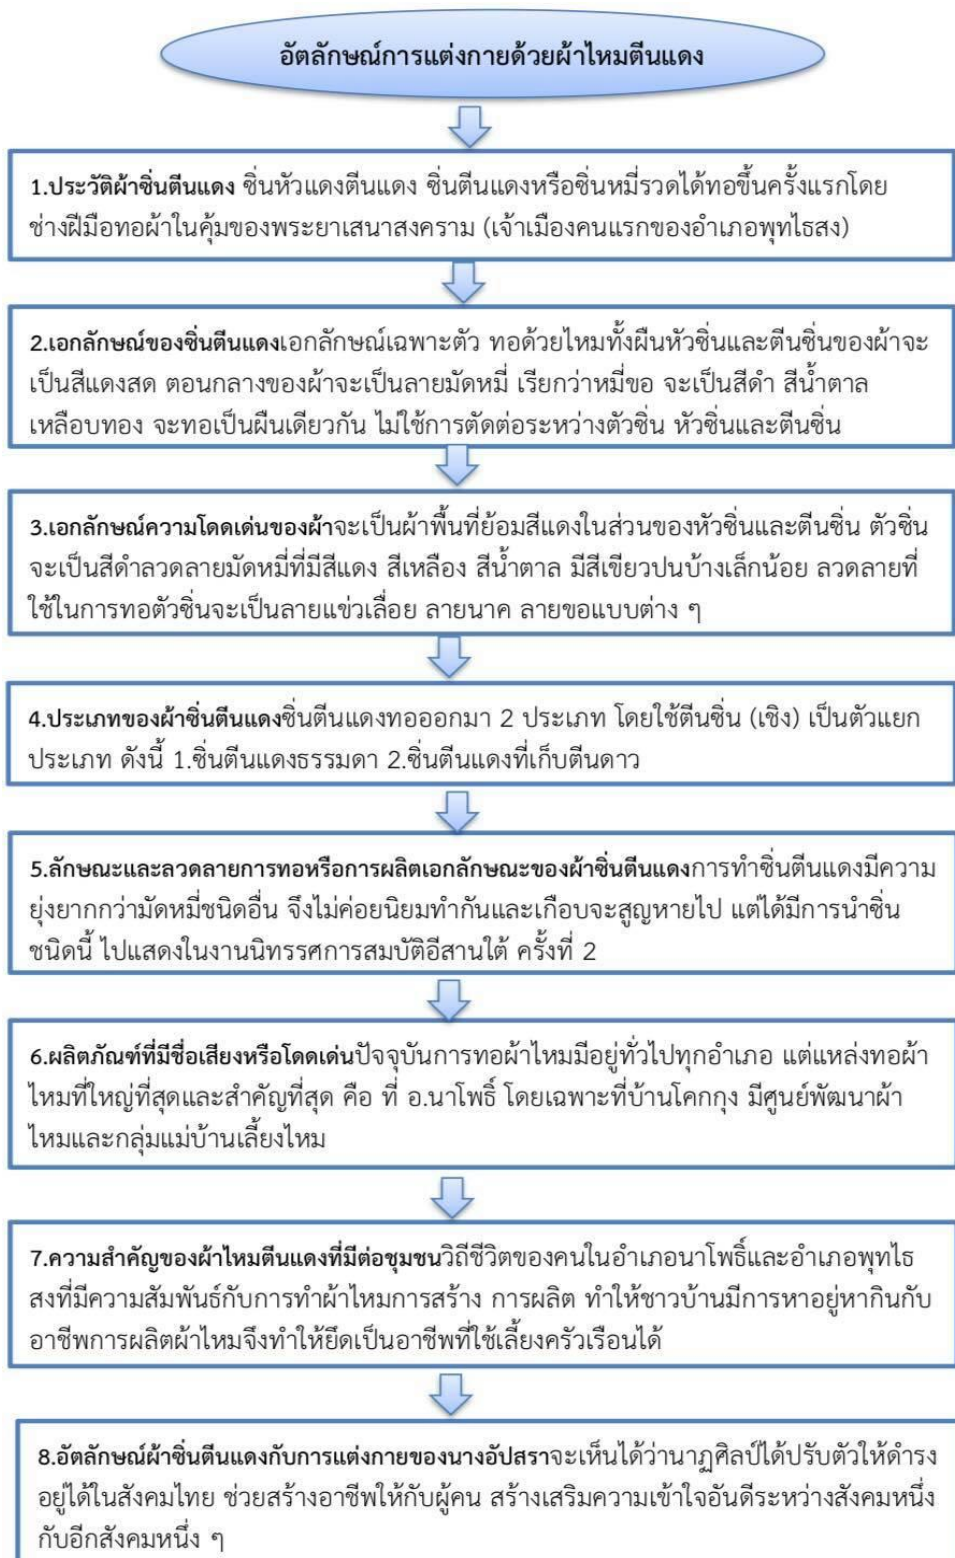 อัตลักษณ์การแต่งกายด้วยผ้าไหมตีนแดง
1.ประวัติผ้าซิ่นตีนแดง ซิ่นหัวแดงตีนแดง ซิ่นตีนแดงหรือซิ่นหมี่รวดได้ทอขึ้นครั้งแรกโดย
ช่างฝีมือทอผ้าในคุ้มของพระยาเสนาสงคราม (เจ้าเมืองคนแรกของอำเภอพุทไธสง)
2.เอกลักษณ์ของซิ่นตีนแดงเอกลักษณ์เฉพาะตัว ทอด้วยไหมทั้งผืนหัวซิ่นและตีนซิ่นของผ้าจะ
เป็นสีแดงสด ตอนกลางของผ้าจะเป็นลายมัดหมี่ เรียกว่าหมี่ขอ จะเป็นสีดำ สีน้ำตาล
เหลือบทอง จะทอเป็นผืนเดียวกัน ไม่ใช้การตัดต่อระหว่างตัวซิ่น หัวซิ่นและตีนซิ่น
3.เอกลักษณ์ความโดดเด่นของผ้าจะเป็นผ้าพื้นที่ย้อมสีแดงในส่วนของหัวซิ่นและตีนซิ่น ตัวซิ่น
จะเป็นสีดำลวดลายมัดหมี่ที่มีสีแดง สีเหลือง สีน้ำตาล มีสีเขียวปนบ้างเล็กน้อย ลวดลายที่
ใช้ในการทอตัวซิ่นจะเป็นลายแข่วเลื่อย ลายนาค ลายขอแบบต่าง ๆ
4.ประเภทของผ้าซิ่นตีนแดงซิ่นตีนแดงทอออกมา 2 ประเภท โดยใช้ตีนซิ่น (เชิง) เป็นตัวแยก
ประเภท ดังนี้ 1.ซิ่นตีนแดงธรรมดา 2.ซิ่นตีนแดงที่เก็บตีนดาว
5.ลักษณะและลวดลายการทอหรือการผลิตเอกลักษณะของผ้าซิ่นตีนแดงการทำซิ่นตีนแดงมีความ
ยุ่งยากกว่ามัดหมี่ชนิดอื่น จึงไม่ค่อยนิยมทำกันและเกือบจะสูญหายไป แต่ได้มีการนำซิ่น
ชนิดนี้ ไปแสดงในงานนิทรรศการสมบัติอีสานใต้ ครั้งที่ 2
6.ผลิตภัณฑ์ที่มีชื่อเสียงหรือโดดเด่นปัจจุบันการทอผ้าไหมมีอยู่ทั่วไปทุกอำเภอ แต่แหล่งทอผ้า
ไหมที่ใหญ่ที่สุดและสำคัญที่สุด คือ ที่ อ.นาโพธิ์ โดยเฉพาะที่บ้านโคกกุง มีศูนย์พัฒนาผ้า
ไหมและกลุ่มแม่บ้านเลี้ยงไหม
7.ความสำคัญของผ้าไหมตีนแดงที่มีต่อชุมชนวิถีชีวิตของคนในอำเภอนาโพธิ์และอำเภอพุทไธ
สงที่มีความสัมพันธ์กับการทำผ้าไหมการสร้าง การผลิต ทำให้ชาวบ้านมีการหาอยู่หากินกับ
อาชีพการผลิตผ้าไหมจึงทำให้ยึดเป็นอาชีพที่ใช้เลี้ยงครัวเรือนได้
8.อัตลักษณ์ผ้าซิ่นตีนแดงกับการแต่งกายของนางอัปสราจะเห็นได้ว่านาฏศิลป์ได้ปรับตัวให้ดำรง
อยู่ได้ในสังคมไทย ช่วยสร้างอาชีพให้กับผู้คน สร้างเสริมความเข้าใจอันดีระหว่างสังคมหนึ่ง
กับอีกสังคมหนึ่ง ๆ